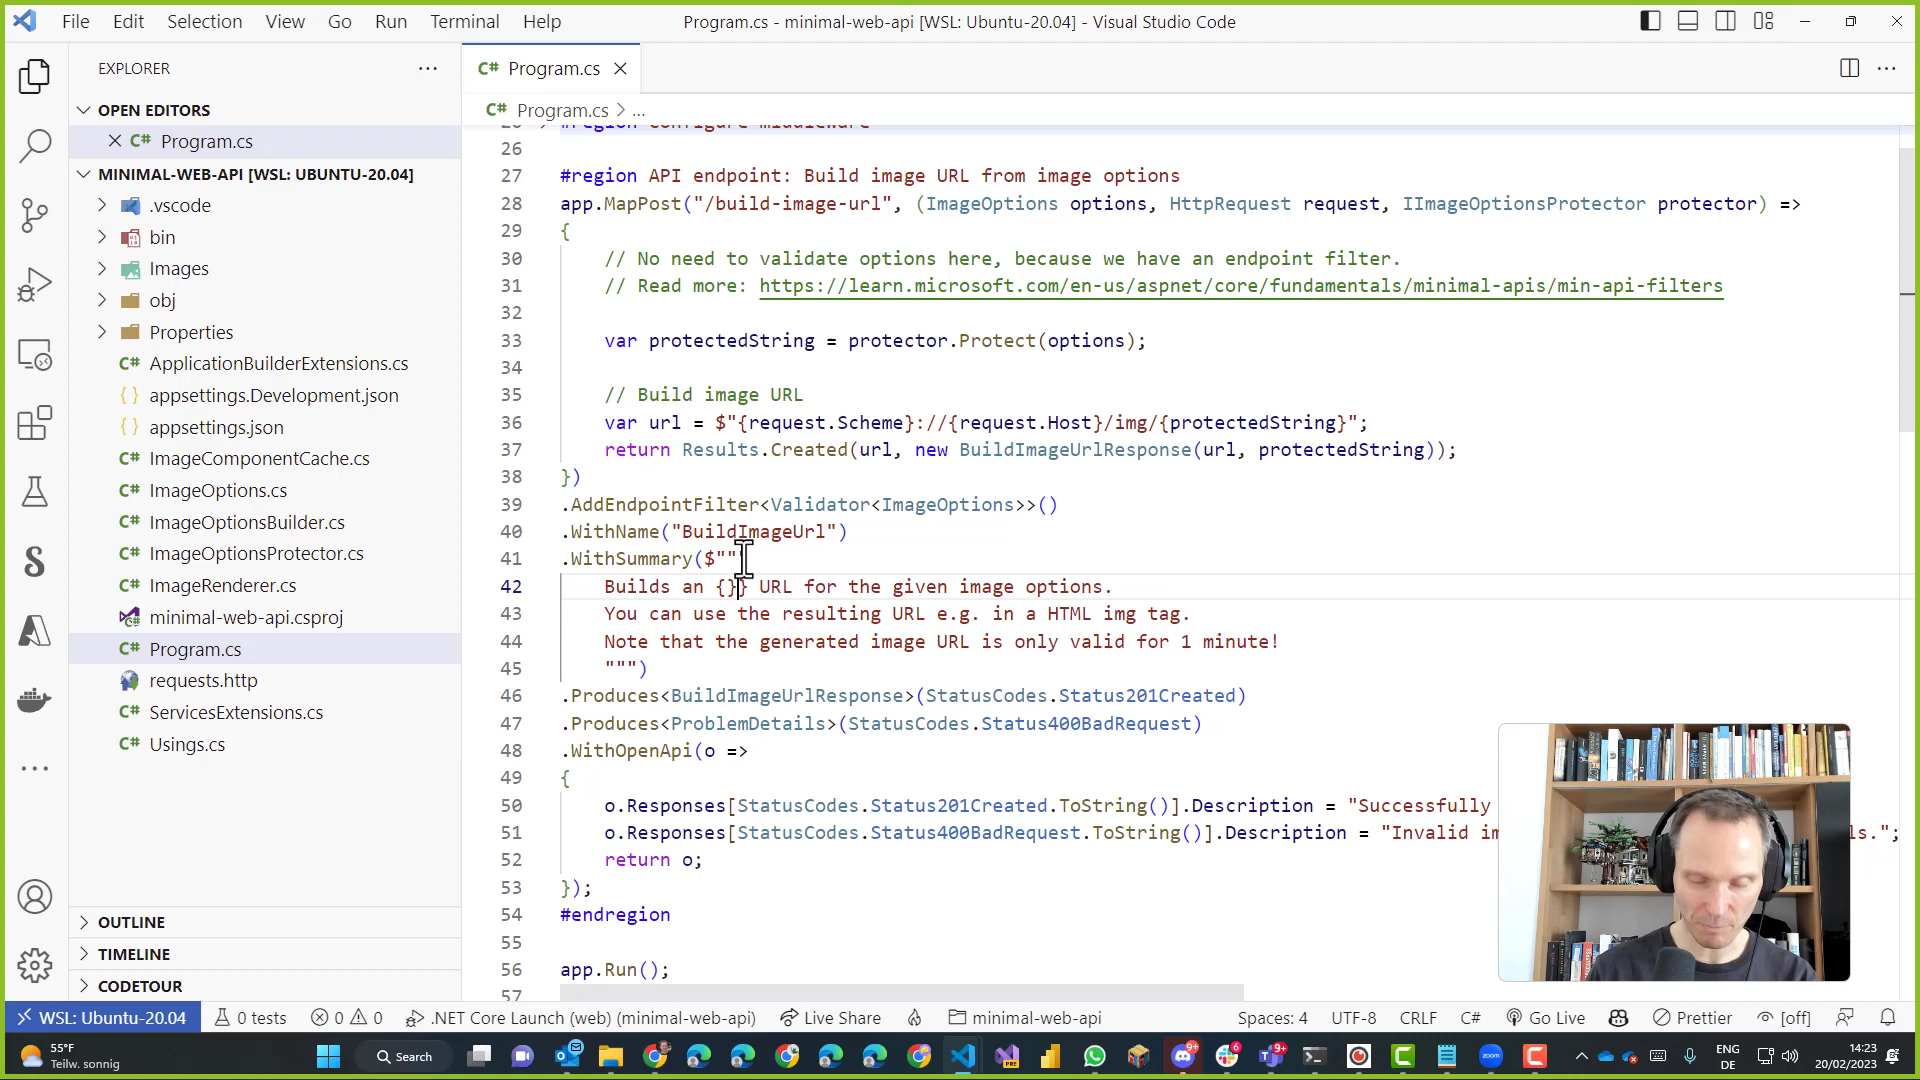 File Edit Selection View Go Run Terminal Help
Program.cs - minimal-web-api [WSL: Ubuntu-20.04] - Visual Studio Code
EXPLORER
OPEN EDITORS
C# Program.cs
MINIMAL-WEB-API [WSL: UBUNTU-20.04]
.vscode
bin
Images
obj
Properties
C# ApplicationBuilderExtensions.cs
{} appsettings.Development.json
{} appsettings.json
C# ImageComponentCache.cs
C# ImageOptions.cs
C# ImageOptionsBuilder.cs
C# ImageOptionsProtector.cs
C# ImageRenderer.cs
minimal-web-api.csproj
C# Program.cs
requests.http
C# ServicesExtensions.cs
C# Usings.cs
OUTLINE
TIMELINE
CODETOUR
C# Program.cs
C# Program.cs > ...
26
27 #region API endpoint: Build image URL from image options
28 app.MapPost("/build-image-url", (ImageOptions options, HttpRequest request, IImageOptionsProtector protector) =>
29 {
30 // No need to validate options here, because we have an endpoint filter.
31 // Read more: https://learn.microsoft.com/en-us/aspnet/core/fundamentals/minimal-apis/min-api-filters
32
33 var protectedString = protector.Protect(options);
34
35 // Build image URL
36 var url = $"{request.Scheme}://{request.Host}/img/{protectedString}";
37 return Results.Created(url, new BuildImageUrlResponse(url, protectedString));
38 })
39 .AddEndpointFilter<Validator<ImageOptions>>()
40 .WithName("BuildImageUrl")
41 .WithSummary($"""
42 Builds an {}} URL for the given image options.
43 You can use the resulting URL e.g. in a HTML img tag.
44 Note that the generated image URL is only valid for 1 minute!
45 """)
46 .Produces<BuildImageUrlResponse>(StatusCodes.Status201Created)
47 .Produces<ProblemDetails>(StatusCodes.Status400BadRequest)
48 .WithOpenApi(o =>
49 {
50 o.Responses[StatusCodes.Status201Created.ToString()].Description = "Successfully
51 o.Responses[StatusCodes.Status400BadRequest.ToString()].Description = "Invalid im ls.";
52 return o;
53 });
54 #endregion
55
56 app.Run();
57
WSL: Ubuntu-20.04 0 tests 0 0 .NET Core Launch (web) (minimal-web-api) Live Share minimal-web-api Spaces: 4 UTF-8 CRLF C# Go Live Prettier [off]
55°F
Teilw. sonnig
Search
9+ 6 9+
zoom
PRE
ENG
DE
14:23
20/02/2023